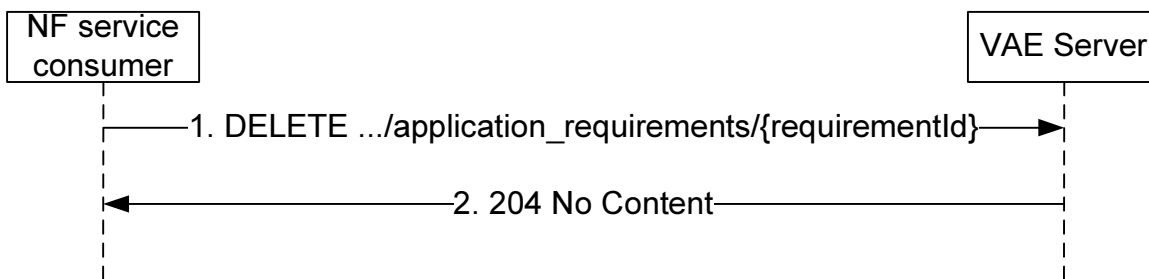 NF service
consumer
VAE Server
1. DELETE .../application_requirements/{requirementId}
2. 204 No Content